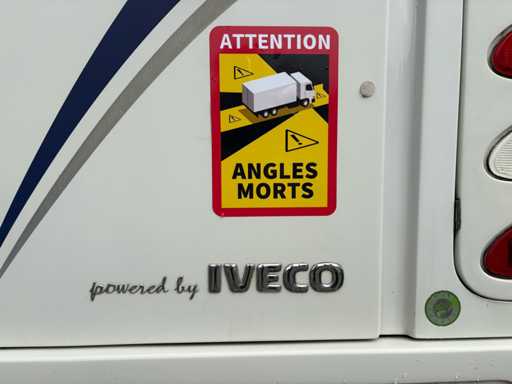 ATTENTION
ANGLES
MORTS
powered by IVECO